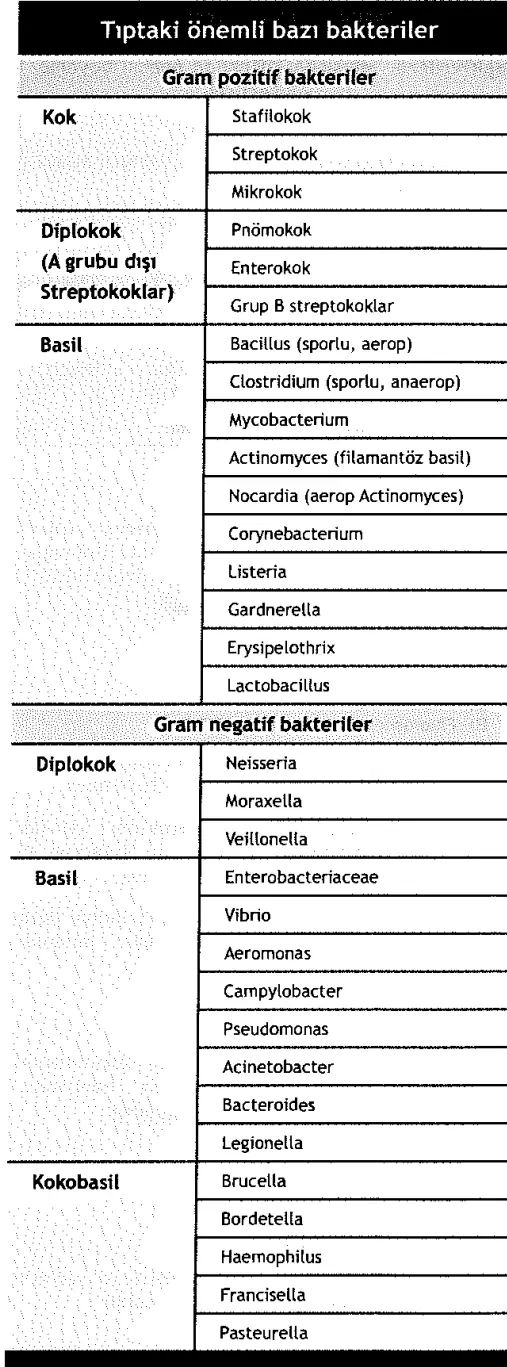 Tıptaki önemli bazı bakteriler
Gram pozitif bakteriler
Kok
Stafilokok
Streptokok
Mikrokok
Diplokok
(A grubu dışı
Streptokoklar)
Pnömokok
Enterokok
Grup B streptokoklar
Basil
Bacillus (sporlu, aerop)
Clostridium (sporlu, anaerop)
Mycobacterium
Actinomyces (filamantöz basil)
Nocardia (aerop Actinomyces)
Corynebacterium
Listeria
Gardnerella
Erysipelothrix
Lactobacillus
Gram negatif bakteriler
Diplokok
Neisseria
Moraxella
Veillonella
Basil
Enterobacteriaceae
Vibrio
Aeromonas
Campylobacter
Pseudomonas
Acinetobacter
Bacteroides
Legionella
Kokobasil
Brucella
Bordetella
Haemophilus
Francisella
Pasteurella